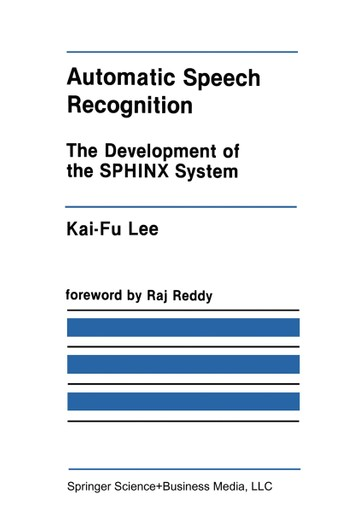 Automatic Speech
Recognition
The Development of
the SPHINX System
Kai-Fu Lee
foreword by Raj Reddy
Springer Science+Business Media, LLC